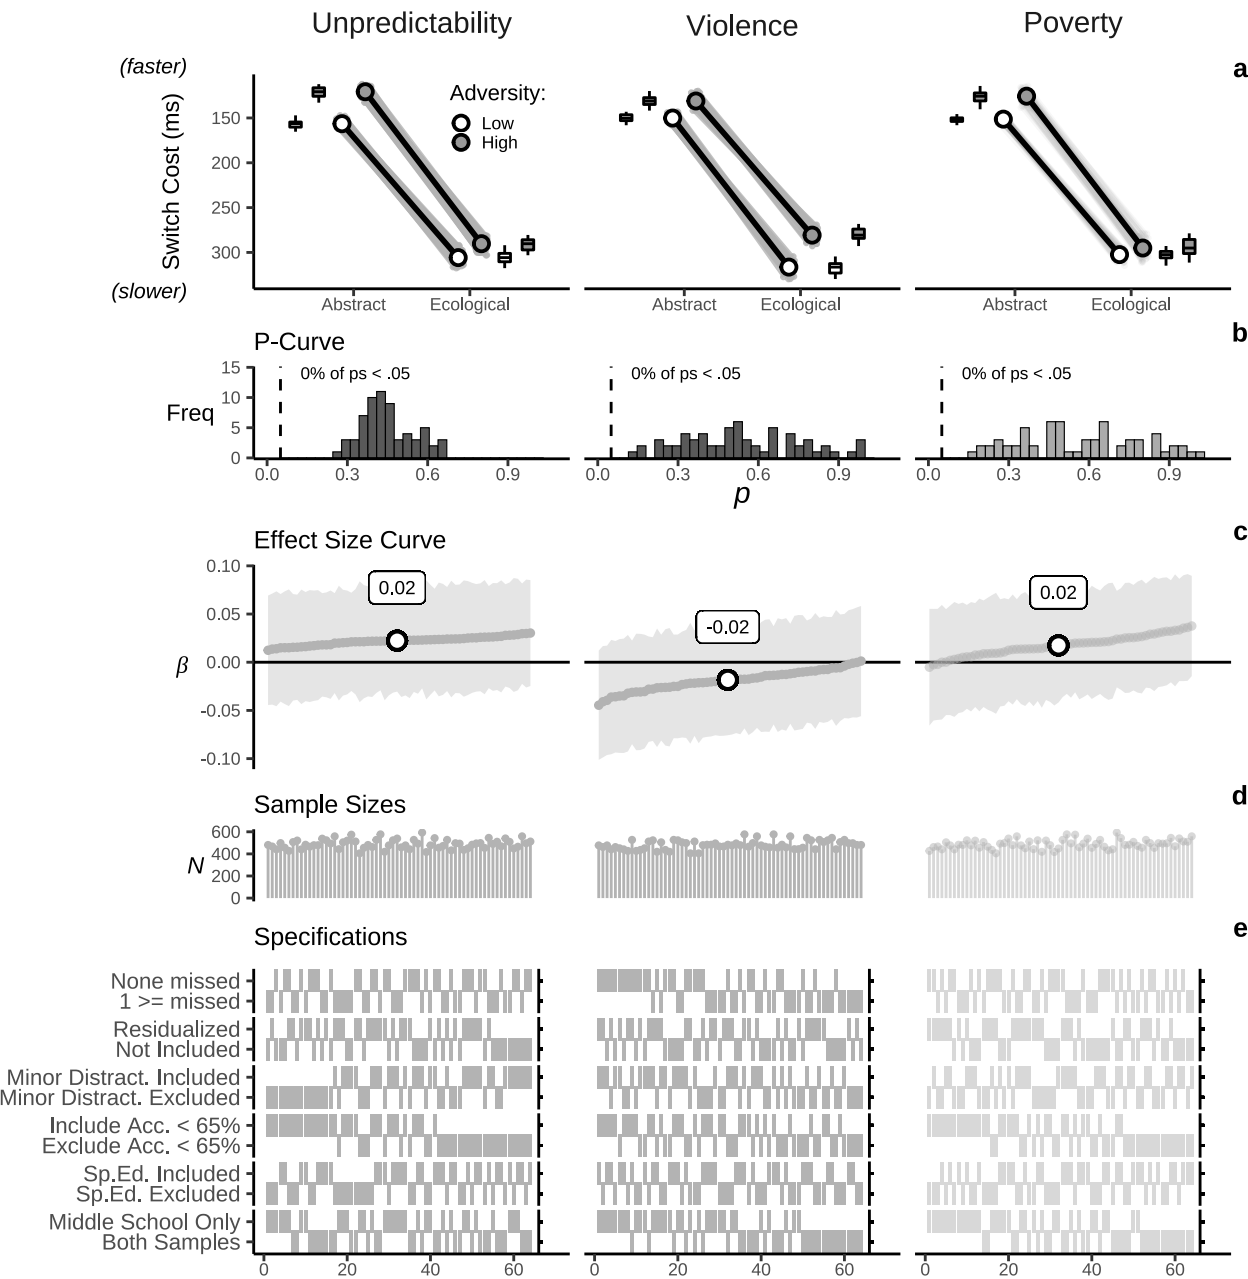 Unpredictability Violence Poverty
(faster) a
Switch Cost (ms)
150
200
250
300
Adversity:
Low
High
(slower)
Abstract Ecological Abstract Ecological Abstract Ecological
b
P-Curve
Freq
15
10
5
0
0% of ps < .05 0% of ps < .05 0% of ps < .05
0.0 0.3 0.6 0.9 0.0 0.3 0.6 0.9 0.0 0.3 0.6 0.9
p
Effect Size Curve c
β
0.10
0.05
0.00
-0.05
-0.10
0.02 -0.02 0.02
Sample Sizes d
N
600
400
200
0
Specifications e
None missed
1 >= missed
Residualized
Not Included
Minor Distract. Included
Minor Distract. Excluded
Include Acc. < 65%
Exclude Acc. < 65%
Sp.Ed. Included
Sp.Ed. Excluded
Middle School Only
Both Samples
0 20 40 60 0 20 40 60 0 20 40 60